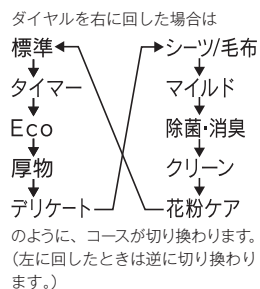 ダイヤルを右に回した場合は
標準
タイマー
Eco
厚物
デリケート
シーツ/毛布
マイルド
除菌・消臭
クリーン
花粉ケア
のように、コースが切り換わります。
(左に回したときは逆に切り換わり
ます。)